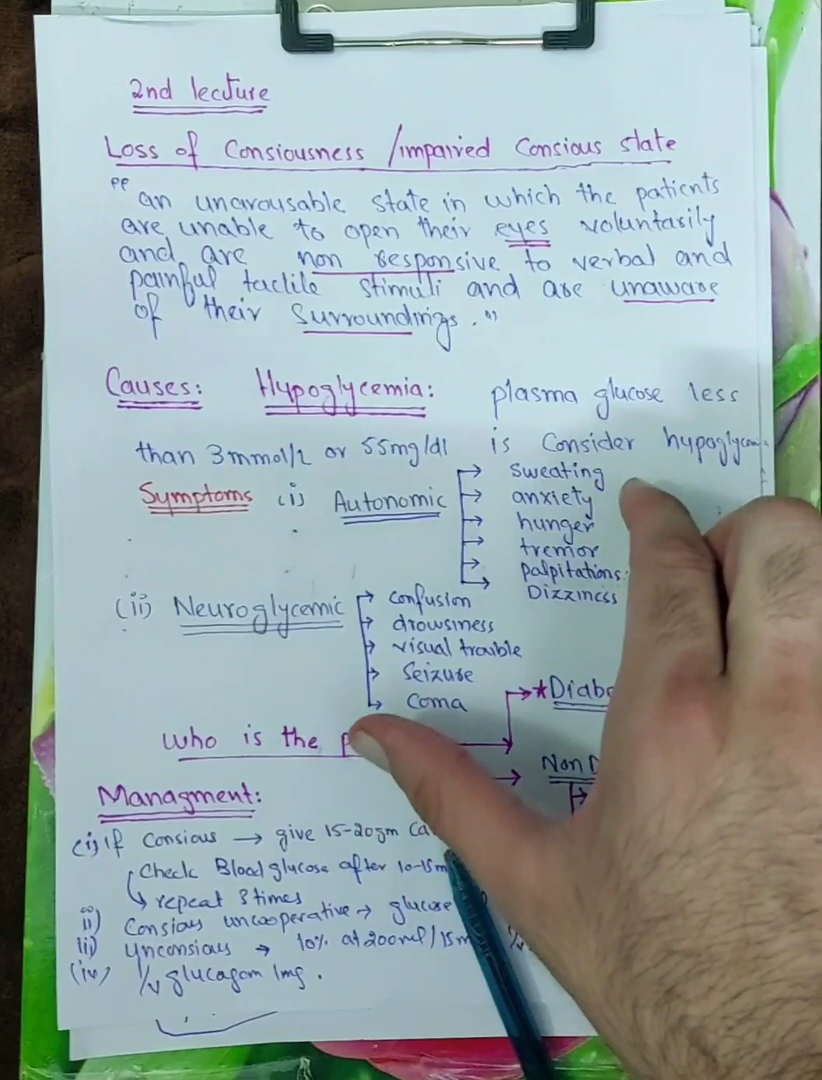 2nd lecture
Loss of Consiousness /impaired Consious state
"an unarousable state in which the patients
are unable to open their eyes voluntarily
and are non responsive to verbal and
painful tactile stimuli and are unaware
of their surroundings."
Causes: Hypoglycemia: plasma glucose less
than 3mmol/L or 55mg/dl is Consider
Symptoms (i) Autonomic → sweating
→ anxiety
→ hunger
→ tremor
→ palpitations.
→ Dizziness
(ii) Neuroglycemic → Confusion
→ drowsiness
→ visual trouble
→ Seizure
→ Coma
who is the
→ *
→ Non
Managment:
(i) If Consious → give 15-20gm
Check Blood glucose after
↳ repeat 3 times
ii) Consious uncooperative → glucose
iii) Unconsious → 10% at 200ml/
(iv) I/v glucagom 1mg.